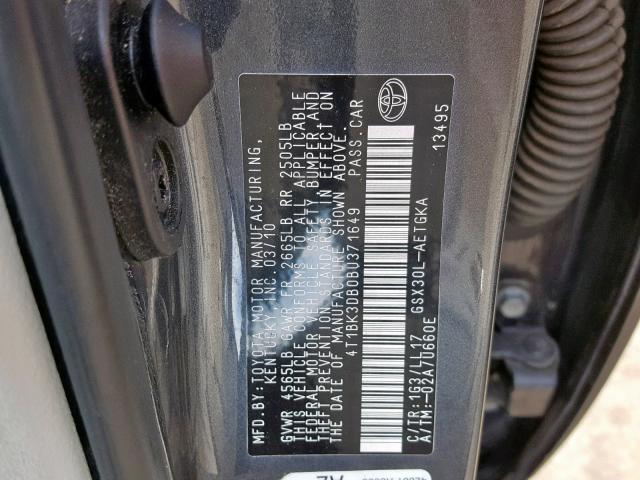 MFD.BY:TOYOTA MOTOR MANUFACTURING,
KENTUCKY, INC. 03/10
GVWR 4565LB GAWR FR 2665LB RR 2505LB
THIS VEHICLE CONFORMS TO ALL APPLICABLE
FEDERAL MOTOR VEHICLE SAFETY, BUMPER, AND
THEFT PREVENTION STANDARDS IN EFFECT ON
THE DATE OF MANUFACTURE SHOWN ABOVE.
4T1BK3DB0BU371649 PASS.CAR
C/TR:1G3/LL17 GSX30L-AETGKA
A/TM:-02A/U660E 13495